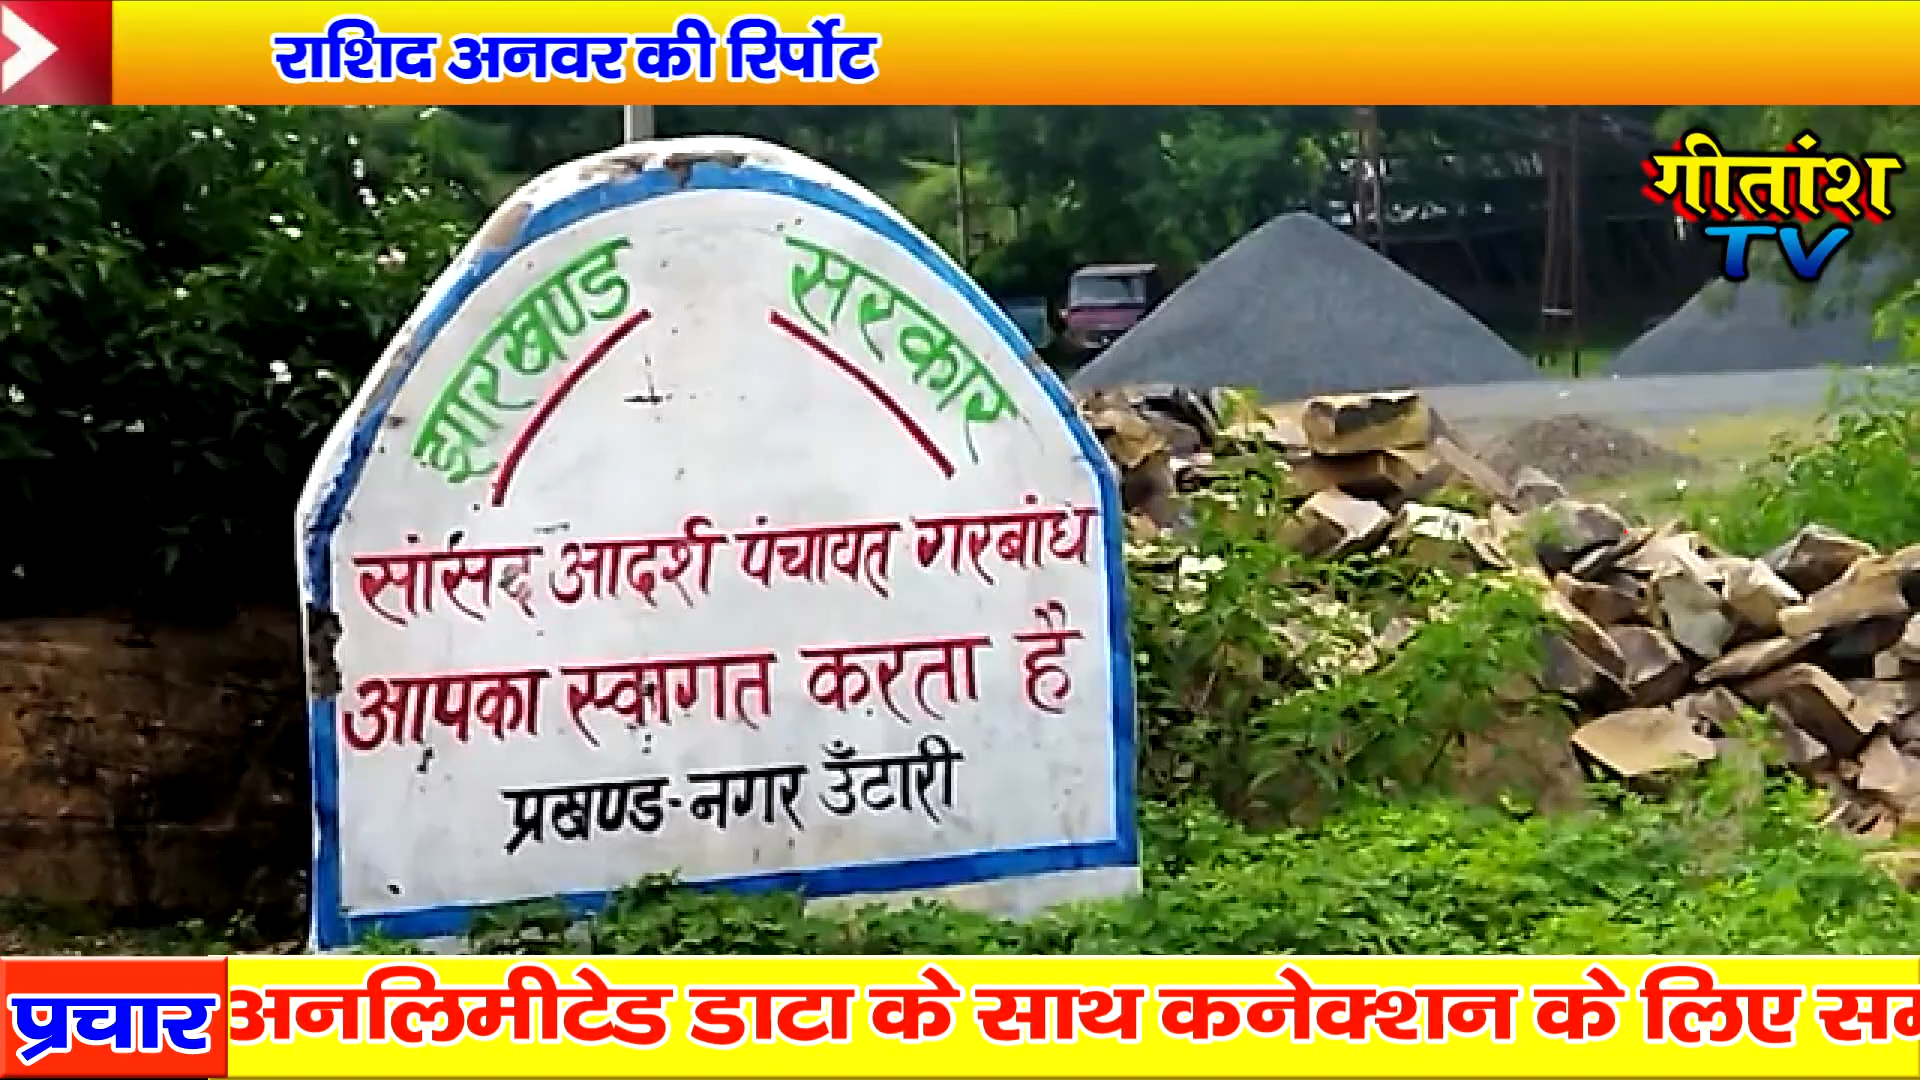 राशिद अनवर की रिर्पोट
गीतांश
TV
झारखण्ड सरकार
सांसद आदर्श पंचायत गरबांध
आपका स्वागत करता है
प्रखण्ड-नगर उँटारी
प्रचार
अनलिमीटेड डाटा के साथ कनेक्शन के लिए